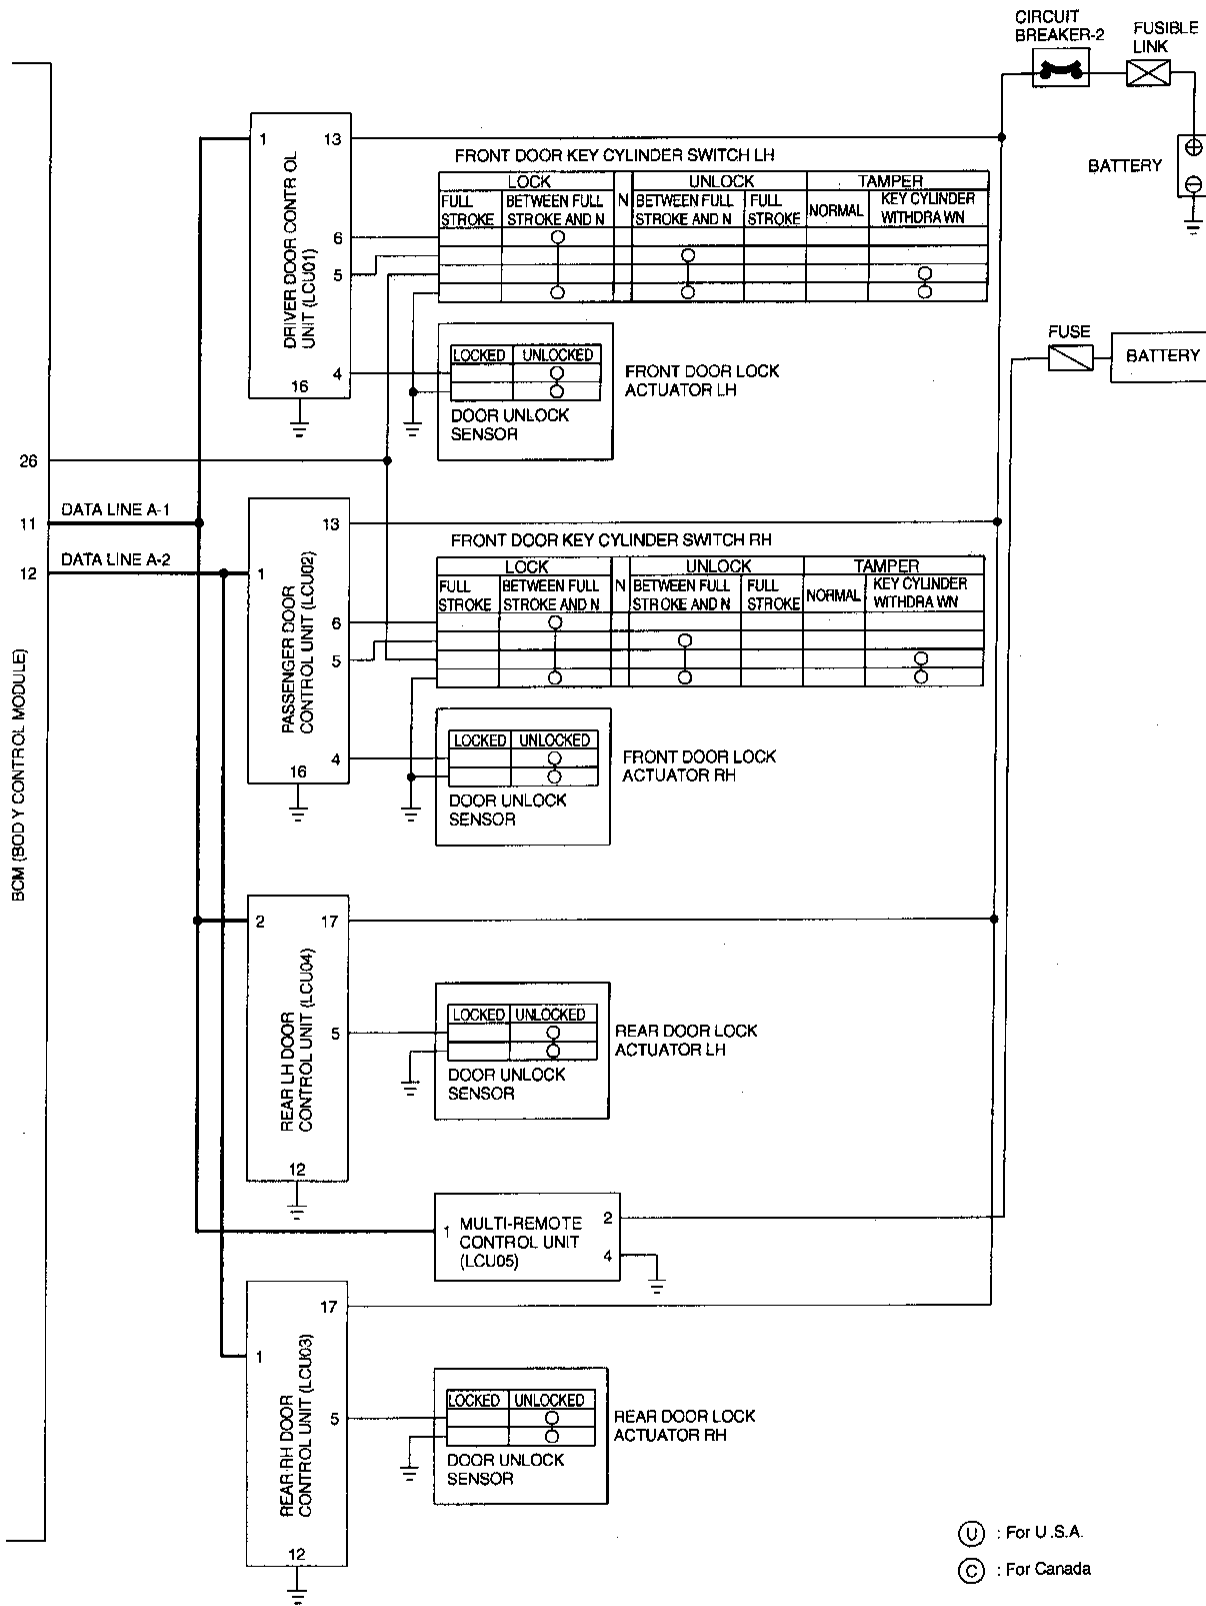 CIRCUIT
BREAKER-2
FUSIBLE
LINK
BATTERY
1
13
DRIVER DOOR CONTR OL
UNIT (LCU01)
6
5
4
16
FRONT DOOR KEY CYLINDER SWITCH LH
LOCK
N
UNLOCK
TAMPER
FULL
STROKE
BETWEEN FULL
STROKE AND N
BETWEEN FULL
STROKE AND N
FULL
STROKE
NORMAL
KEY CYLINDER
WITHDRA WN
LOCKED
UNLOCKED
DOOR UNLOCK
SENSOR
FRONT DOOR LOCK
ACTUATOR LH
FUSE
BATTERY
26
DATA LINE A-1
11
DATA LINE A-2
12
BCM (BODY CONTROL MODULE)
13
1
PASSENGER DOOR
CONTROL UNIT (LCU02)
6
5
4
16
FRONT DOOR KEY CYLINDER SWITCH RH
LOCK
N
UNLOCK
TAMPER
FULL
STROKE
BETWEEN FULL
STROKE AND N
BETWEEN FULL
STROKE AND N
FULL
STROKE
NORMAL
KEY CYLINDER
WITHDRA WN
LOCKED
UNLOCKED
DOOR UNLOCK
SENSOR
FRONT DOOR LOCK
ACTUATOR RH
2
17
REAR LH DOOR
CONTROL UNIT (LCU04)
5
12
LOCKED
UNLOCKED
DOOR UNLOCK
SENSOR
REAR DOOR LOCK
ACTUATOR LH
1
MULTI-REMOTE
CONTROL UNIT
(LCU05)
2
4
17
1
REAR RH DOOR
CONTROL UNIT (LCU03)
5
12
LOCKED
UNLOCKED
DOOR UNLOCK
SENSOR
REAR DOOR LOCK
ACTUATOR RH
U : For U.S.A.
C : For Canada